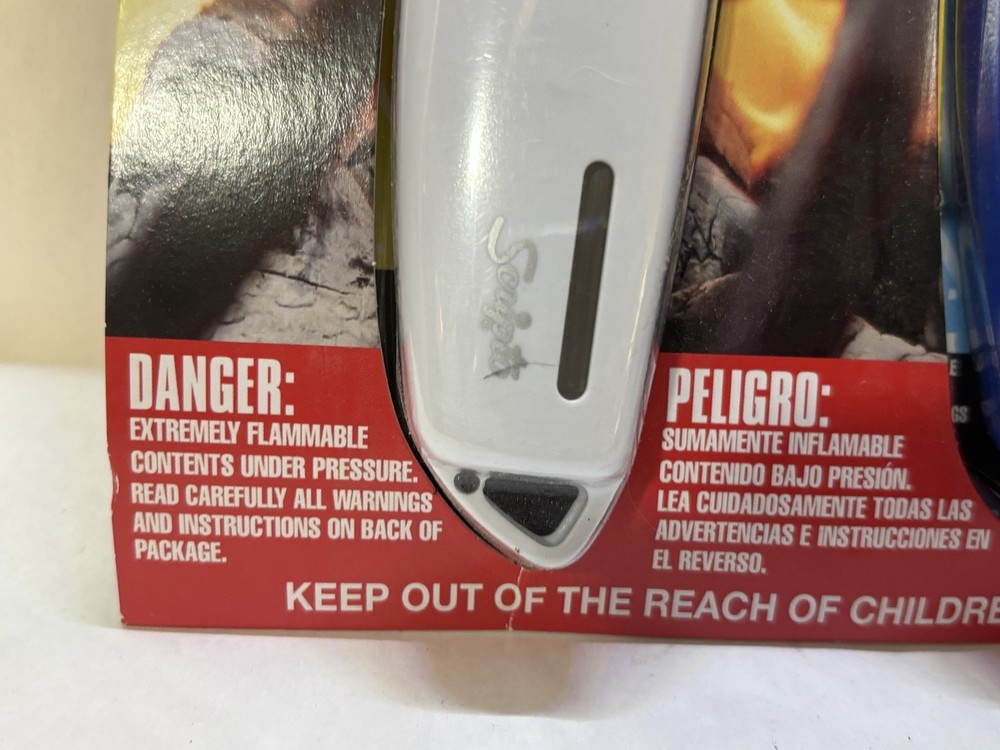 Script
DANGER:
EXTREMELY FLAMMABLE
CONTENTS UNDER PRESSURE.
READ CAREFULLY ALL WARNINGS
AND INSTRUCTIONS ON BACK OF
PACKAGE.
PELIGRO:
SUMAMENTE INFLAMABLE
CONTENIDO BAJO PRESIÓN.
LEA CUIDADOSAMENTE TODAS LAS
ADVERTENCIAS E INSTRUCCIONES EN
EL REVERSO.
KEEP OUT OF THE REACH OF CHILDRE